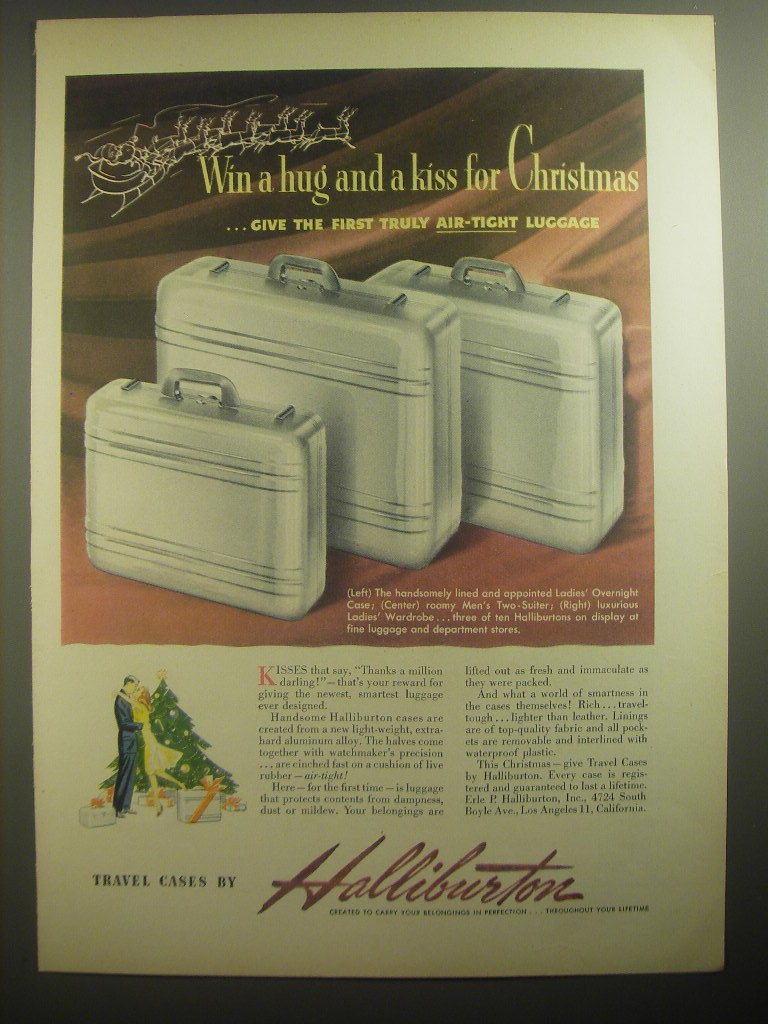 Win a hug and a kiss for Christmas
...GIVE THE FIRST TRULY AIR-TIGHT LUGGAGE
(Left) The handsomely lined and appointed Ladies' Overnight
Case; (Center) roomy Men's Two-Suiter; (Right) luxurious
Ladies' Wardrobe...three of ten Halliburtons on display at
fine luggage and department stores.
KISSES that say, "Thanks a million
darling!"—that's your reward for
giving the newest, smartest luggage
ever designed.
Handsome Halliburton cases are
created from a new light-weight, extra-
hard aluminum alloy. The halves come
together with watchmaker's precision
...are cinched fast on a cushion of live
rubber—air-tight!
Here—for the first time—is luggage
that protects contents from dampness,
dust or mildew. Your belongings are
lifted out as fresh and immaculate as
they were packed.
And what a world of smartness in
the cases themselves! Rich...travel-
tough...lighter than leather. Linings
are of top-quality fabric and all pock-
ets are removable and interlined with
waterproof plastic.
This Christmas—give Travel Cases
by Halliburton. Every case is regis-
tered and guaranteed to last a lifetime.
Erle P. Halliburton, Inc., 4724 South
Boyle Ave., Los Angeles 11, California.
TRAVEL CASES BY Halliburton
CREATED TO CARRY YOUR BELONGINGS IN PERFECTION...THROUGHOUT YOUR LIFETIME